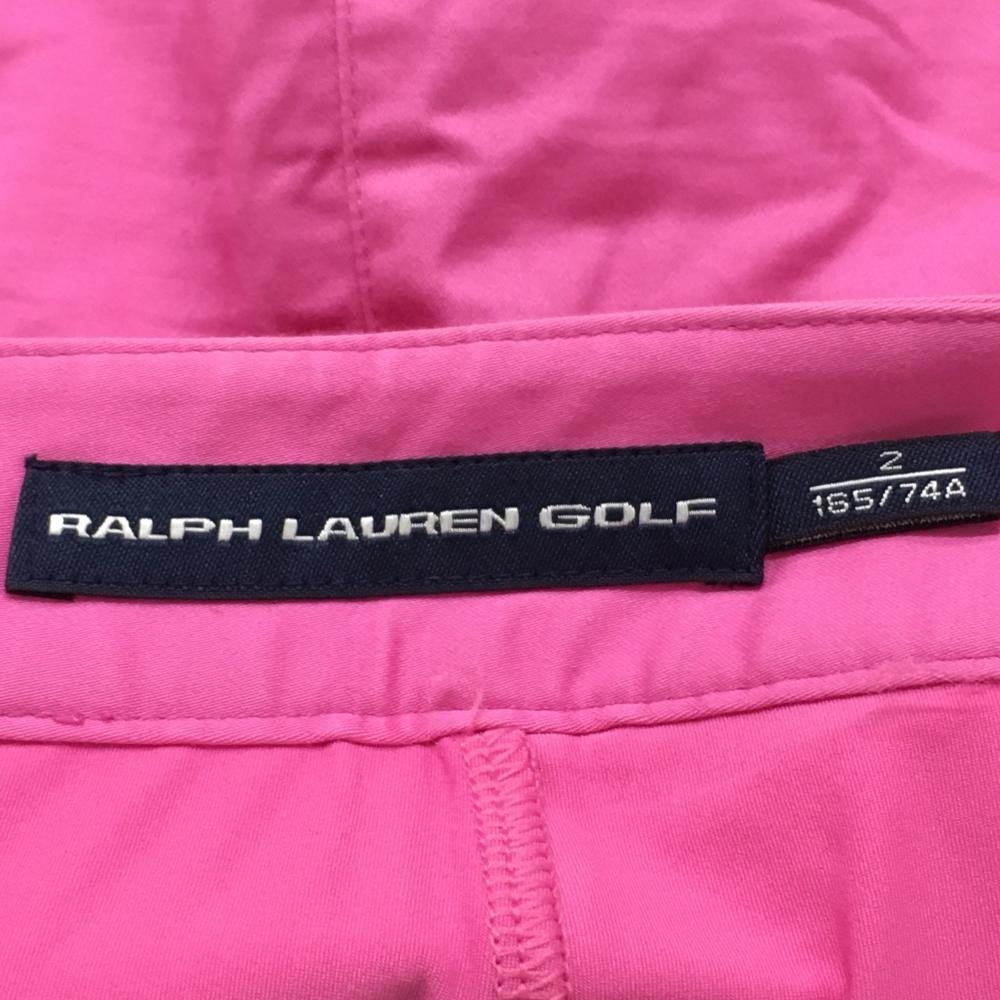 RALPH LAUREN GOLF
2
165/74A